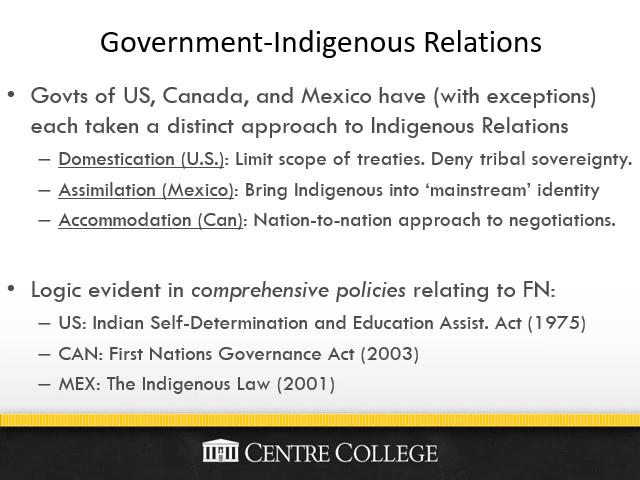 Government-Indigenous Relations
• Govts of US, Canada, and Mexico have (with exceptions)
each taken a distinct approach to Indigenous Relations
– Domestication (U.S.): Limit scope of treaties. Deny tribal sovereignty.
– Assimilation (Mexico): Bring Indigenous into ‘mainstream’ identity
– Accommodation (Can): Nation-to-nation approach to negotiations.
• Logic evident in comprehensive policies relating to FN:
– US: Indian Self-Determination and Education Assist. Act (1975)
– CAN: First Nations Governance Act (2003)
– MEX: The Indigenous Law (2001)
CENTRE COLLEGE